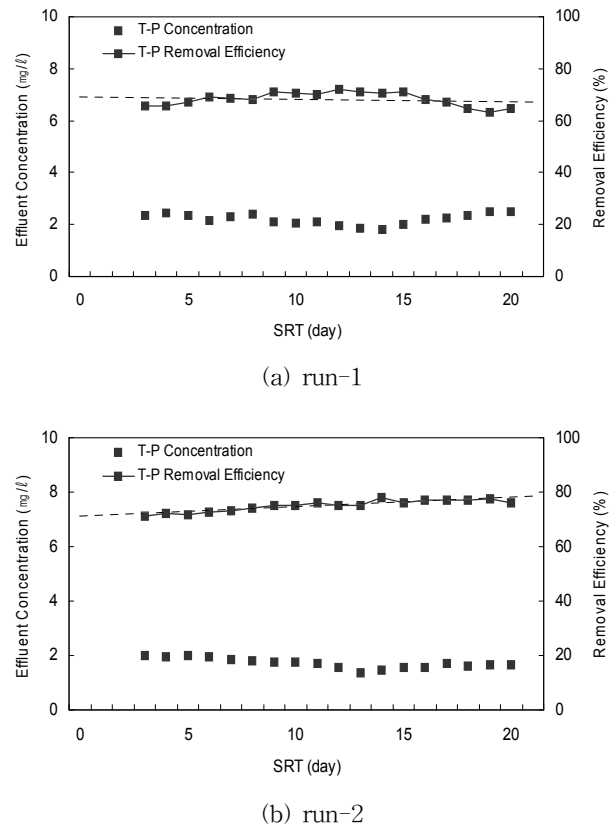 T-P Concentration
T-P Removal Efficiency
Effluent Concentration (㎎/ℓ)
10
8
6
4
2
0
100
80
60
40
20
0
Removal Efficiency (%)
0 5 10 15 20
SRT (day)
(a) run-1
T-P Concentration
T-P Removal Efficiency
Effluent Concentration (㎎/ℓ)
10
8
6
4
2
0
100
80
60
40
20
0
Removal Efficiency (%)
0 5 10 15 20
SRT (day)
(b) run-2